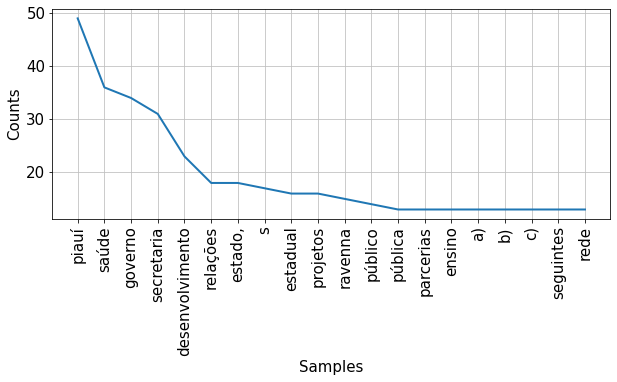 50
40
30
20
Counts
piauí
saúde
governo
secretaria
desenvolvimento
relações
estado,
s
estadual
projetos
ravenna
público
pública
parcerias
ensino
a)
b)
c)
seguintes
rede
Samples